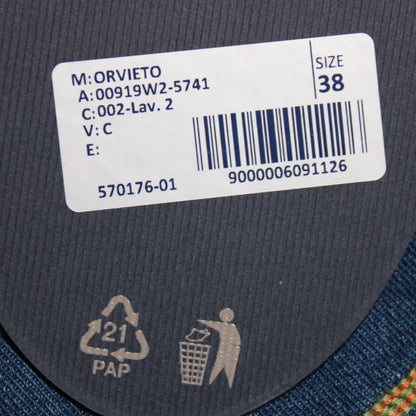 M: ORVIETO
A: 00919W2-5741
C: 002-Lav. 2
V: C
E:
570176-01
SIZE
38
9000006091126
21
PAP